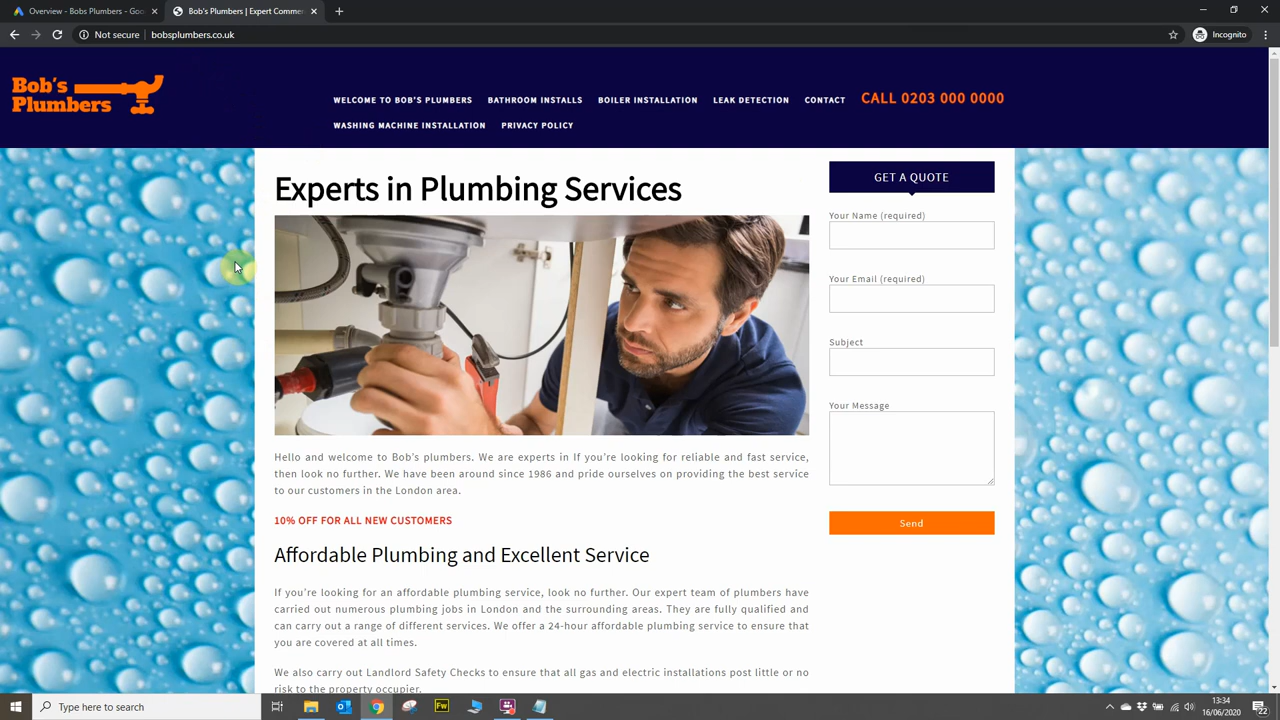 Overview - Bob's Plumbers - Goo
Bob's Plumbers | Expert Commer
Not secure | bobsplumbers.co.uk
Incognito
Bob's
Plumbers
WELCOME TO BOB'S PLUMBERS BATHROOM INSTALLS BOILER INSTALLATION LEAK DETECTION CONTACT CALL 0203 000 0000
WASHING MACHINE INSTALLATION PRIVACY POLICY
Experts in Plumbing Services
Hello and welcome to Bob's plumbers. We are experts in If you're looking for reliable and fast service,
then look no further. We have been around since 1986 and pride ourselves on providing the best service
to our customers in the London area.
10% OFF FOR ALL NEW CUSTOMERS
Affordable Plumbing and Excellent Service
If you're looking for an affordable plumbing service, look no further. Our expert team of plumbers have
carried out numerous plumbing jobs in London and the surrounding areas. They are fully qualified and
can carry out a range of different services. We offer a 24-hour affordable plumbing service to ensure that
you are covered at all times.
We also carry out Landlord Safety Checks to ensure that all gas and electric installations post little or no
risk to the property occupier.
GET A QUOTE
Your Name (required)
Your Email (required)
Subject
Your Message
Send
Type here to search
Fw
13:34
16/06/2020
22